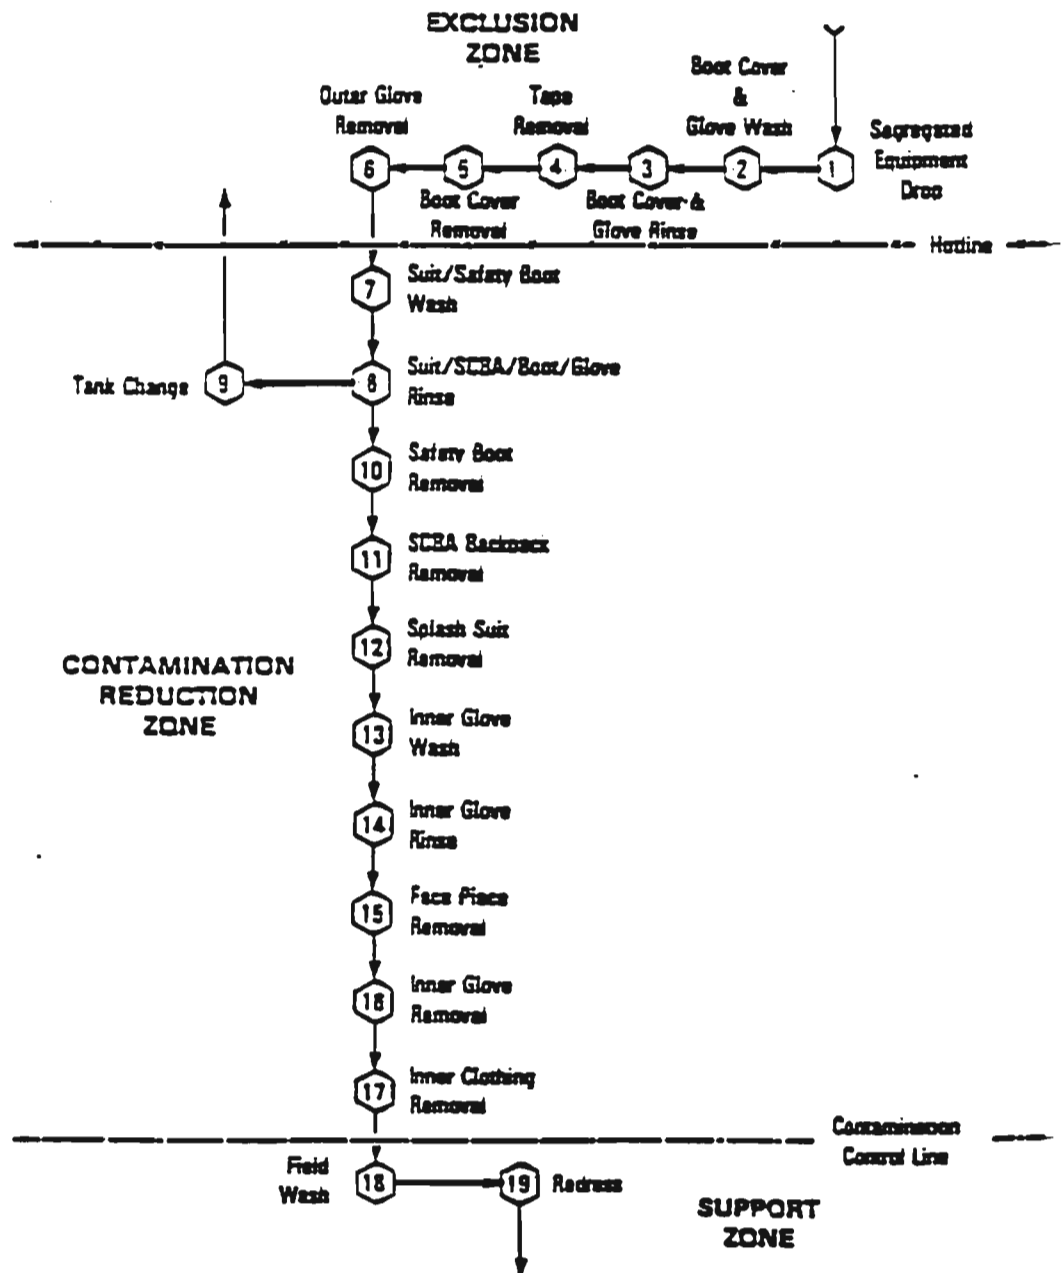 EXCLUSION
ZONE
Boot Cover
&
Glove Wash
Outer Glove
Removal
Tape
Removal
Segregated
Equipment
Drop
6
5
4
3
2
1
Boot Cover
Removal
Boot Cover &
Glove Rinse
Hotline
7
Suit/Safety Boot
Wash
Tank Change
9
8
Suit/SCBA/Boot/Glove
Rinse
10
Safety Boot
Removal
11
SCBA Backpack
Removal
12
Splash Suit
Removal
CONTAMINATION
REDUCTION
ZONE
13
Inner Glove
Wash
14
Inner Glove
Rinse
15
Face Piece
Removal
16
Inner Glove
Removal
17
Inner Clothing
Removal
Contamination
Control Line
Field
Wash
18
19
Redress
SUPPORT
ZONE